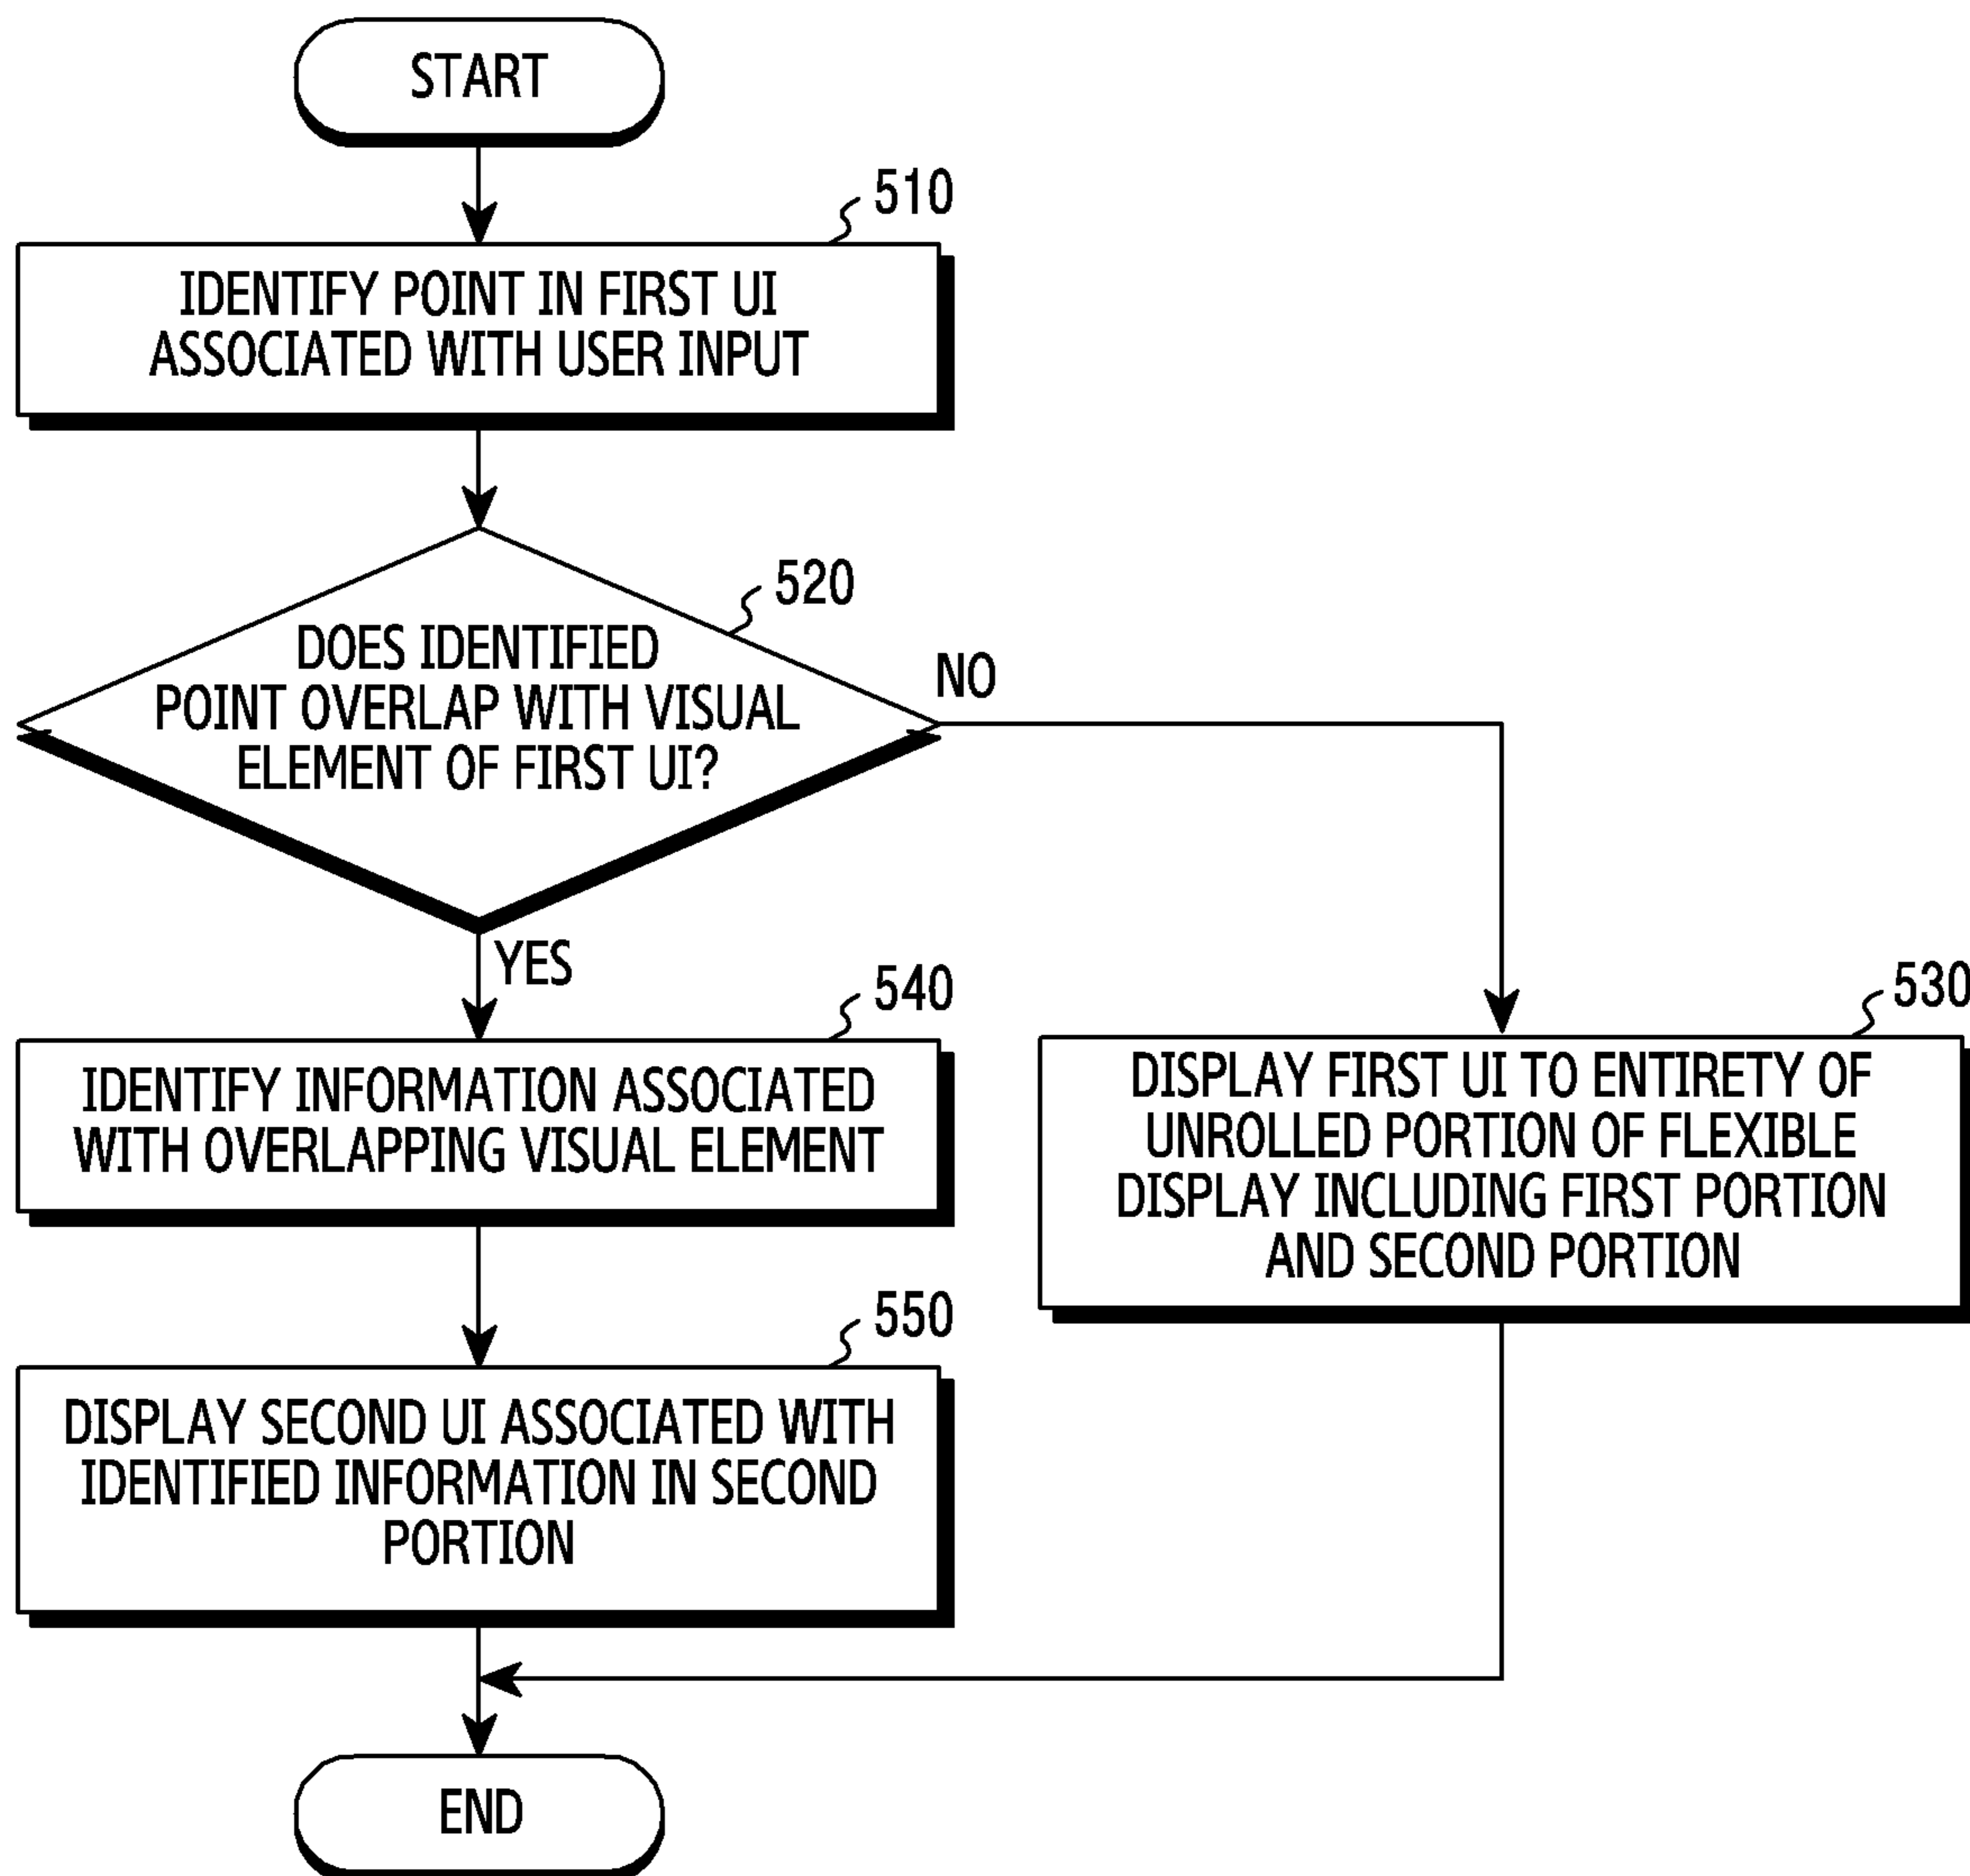 START
510
IDENTIFY POINT IN FIRST UI
ASSOCIATED WITH USER INPUT
520
DOES IDENTIFIED
POINT OVERLAP WITH VISUAL
ELEMENT OF FIRST UI?
NO
YES
540
IDENTIFY INFORMATION ASSOCIATED
WITH OVERLAPPING VISUAL ELEMENT
530
DISPLAY FIRST UI TO ENTIRETY OF
UNROLLED PORTION OF FLEXIBLE
DISPLAY INCLUDING FIRST PORTION
AND SECOND PORTION
550
DISPLAY SECOND UI ASSOCIATED WITH
IDENTIFIED INFORMATION IN SECOND
PORTION
END